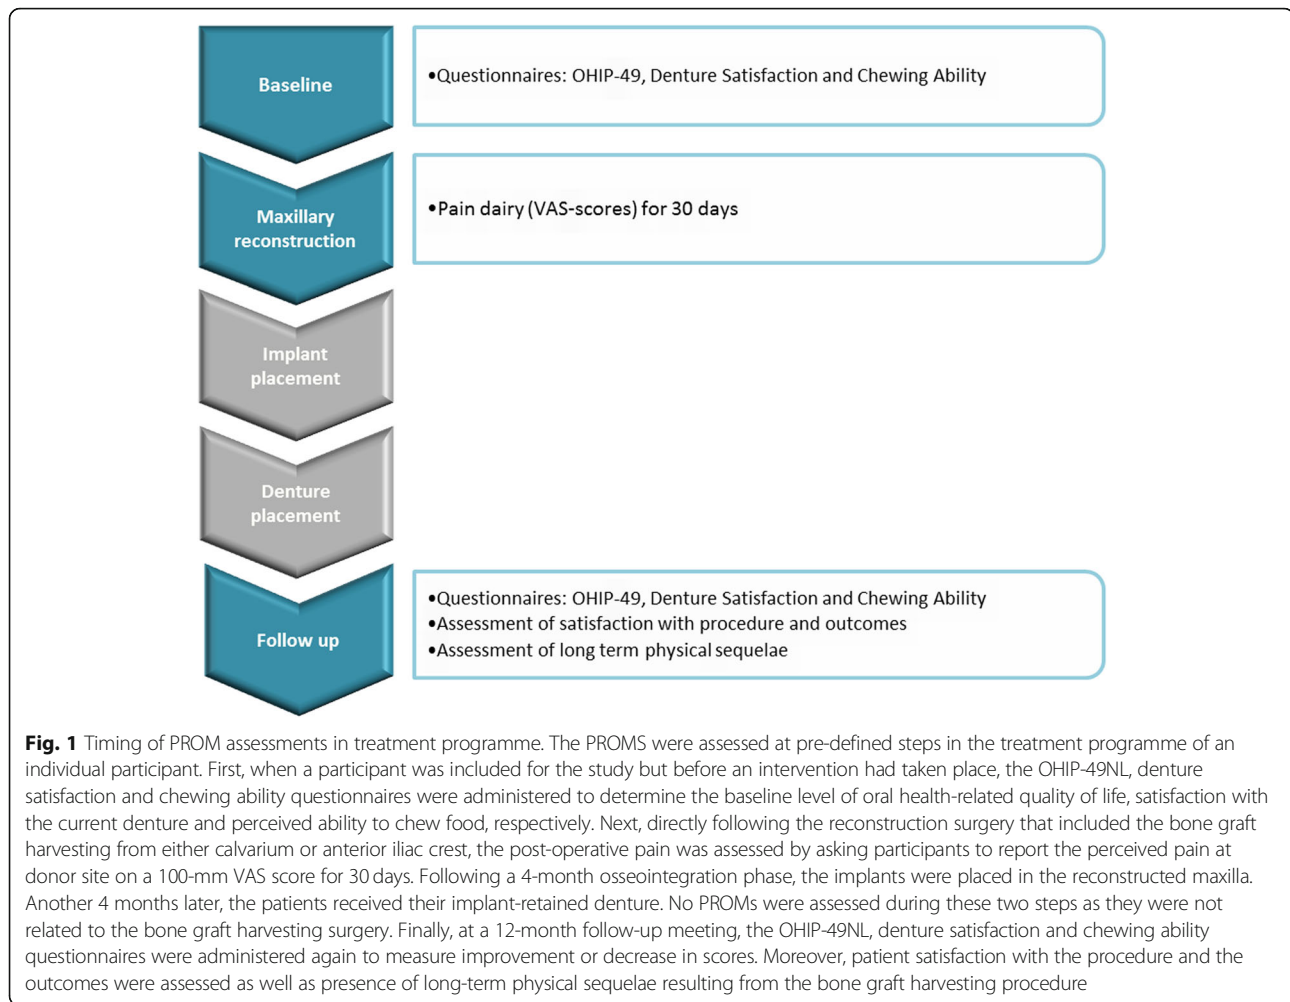 Baseline
•Questionnaires: OHIP-49, Denture Satisfaction and Chewing Ability
Maxillary
reconstruction
•Pain dairy (VAS-scores) for 30 days
Implant
placement
Denture
placement
Follow up
•Questionnaires: OHIP-49, Denture Satisfaction and Chewing Ability
•Assessment of satisfaction with procedure and outcomes
•Assessment of long term physical sequelae
Fig. 1 Timing of PROM assessments in treatment programme. The PROMS were assessed at pre-defined steps in the treatment programme of an
individual participant. First, when a participant was included for the study but before an intervention had taken place, the OHIP-49NL, denture
satisfaction and chewing ability questionnaires were administered to determine the baseline level of oral health-related quality of life, satisfaction with
the current denture and perceived ability to chew food, respectively. Next, directly following the reconstruction surgery that included the bone graft
harvesting from either calvarium or anterior iliac crest, the post-operative pain was assessed by asking participants to report the perceived pain at
donor site on a 100-mm VAS score for 30 days. Following a 4-month osseointegration phase, the implants were placed in the reconstructed maxilla.
Another 4 months later, the patients received their implant-retained denture. No PROMs were assessed during these two steps as they were not
related to the bone graft harvesting surgery. Finally, at a 12-month follow-up meeting, the OHIP-49NL, denture satisfaction and chewing ability
questionnaires were administered again to measure improvement or decrease in scores. Moreover, patient satisfaction with the procedure and the
outcomes were assessed as well as presence of long-term physical sequelae resulting from the bone graft harvesting procedure